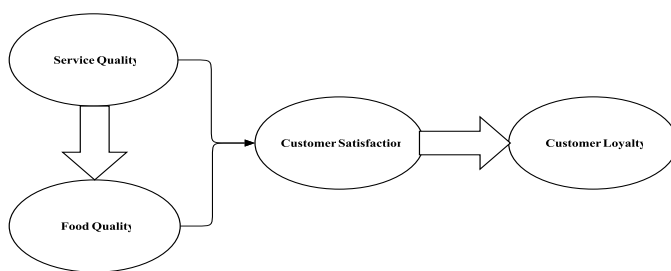 Service Quality
Food Quality
Customer Satisfaction
Customer Loyalty